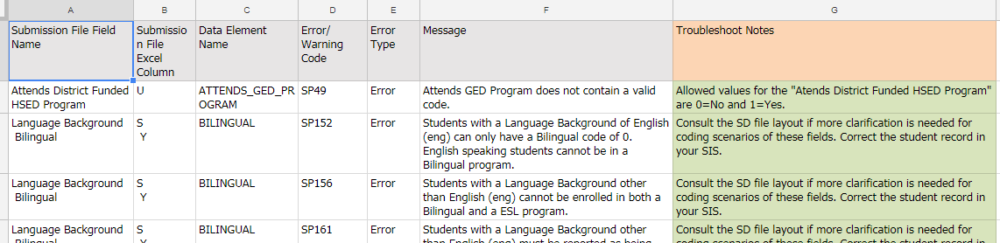 A B C D E F G
Submission File Field Submissio Data Element Error/ Error Message Troubleshoot Notes
Name n File Name Warning Type
Excel Code
Column
Attends District Funded U ATTENDS_GED_PR SP49 Error Attends GED Program does not contain a valid Allowed values for the "Atends District Funded HSED Program"
HSED Program OGRAM code. are 0=No and 1=Yes.
Language Background S BILINGUAL SP152 Error Students with a Language Background of English Consult the SD file layout if more clarification is needed for
Bilingual Y (eng) can only have a Bilingual code of 0. coding scenarios of these fields. Correct the student record in
English speaking students cannot be in a your SIS.
Bilingual program.
Language Background S BILINGUAL SP156 Error Students with a Language Background other Consult the SD file layout if more clarification is needed for
Bilingual Y than English (eng) cannot be enrolled in both a coding scenarios of these fields. Correct the student record in
Bilingual and a ESL program. your SIS.
Language Background S BILINGUAL SP161 Error Students with a Language Background other Consult the SD file layout if more clarification is needed for
Bilingual Y than English (eng) must be reported as being coding scenarios of these fields. Correct the student record in